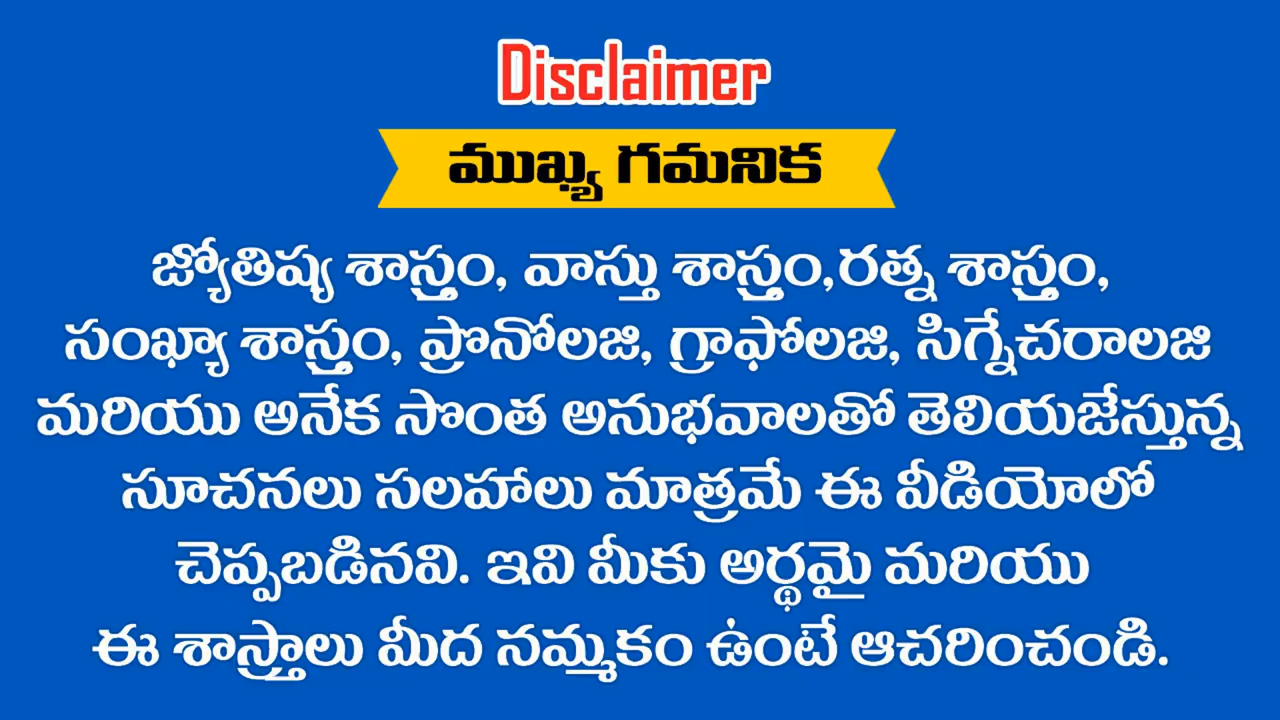 Disclaimer
ముఖ్య గమనిక
జ్యోతిష్య శాస్త్రం, వాస్తు శాస్త్రం,రత్న శాస్త్రం,
సంఖ్యా శాస్త్రం, ప్రొనోలజి, గ్రాఫోలజి, సిగ్నేచరాలజి
మరియు అనేక సొంత అనుభవాలతో తెలియజేస్తున్న
సూచనలు సలహాలు మాత్రమే ఈ వీడియోలో
చెప్పబడినవి. ఇవి మీకు అర్థమై మరియు
ఈ శాస్త్రాలు మీద నమ్మకం ఉంటే ఆచరించండి.